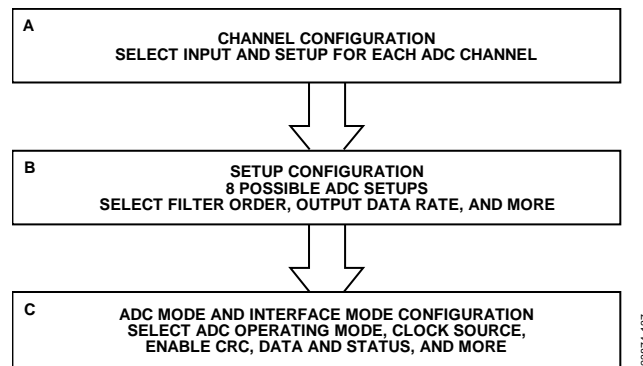 A
CHANNEL CONFIGURATION
SELECT INPUT AND SETUP FOR EACH ADC CHANNEL
B
SETUP CONFIGURATION
8 POSSIBLE ADC SETUPS
SELECT FILTER ORDER, OUTPUT DATA RATE, AND MORE
C
ADC MODE AND INTERFACE MODE CONFIGURATION
SELECT ADC OPERATING MODE, CLOCK SOURCE,
ENABLE CRC, DATA AND STATUS, AND MORE